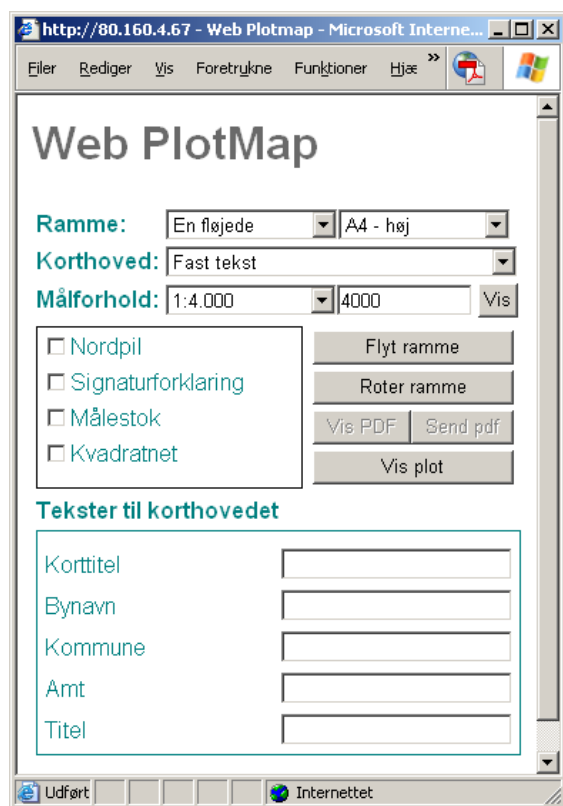 http://80.160.4.67 - Web Plotmap - Microsoft Interne...
Filer Rediger Vis Foretrukne Funktioner Hjæ »
Web PlotMap
Ramme: En fløjede A4 - høj
Korthoved: Fast tekst
Målforhold: 1:4.000 4000 Vis
Nordpil
Flyt ramme
Signaturforklaring
Roter ramme
Målestok
Vis PDF Send pdf
Kvadratnet
Vis plot
Tekster til korthovedet
Korttitel
Bynavn
Kommune
Amt
Titel
Udført Internettet